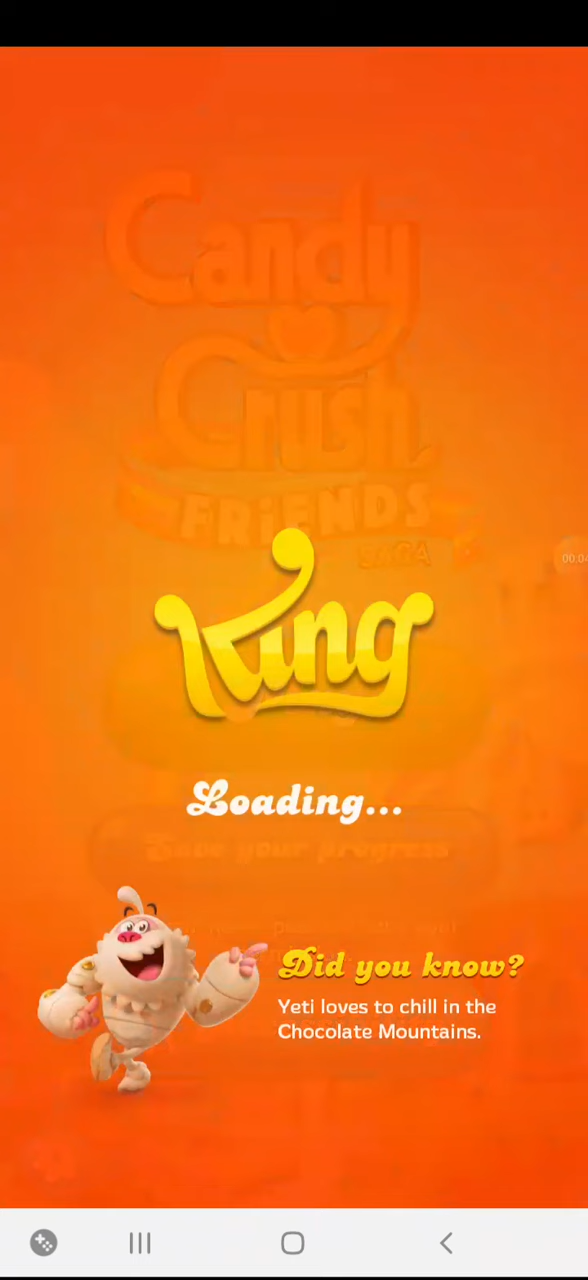 Candy
Crush
FRIENDS
SAGA
King
Loading...
Save your progress
Did you know?
Yeti loves to chill in the
Chocolate Mountains.